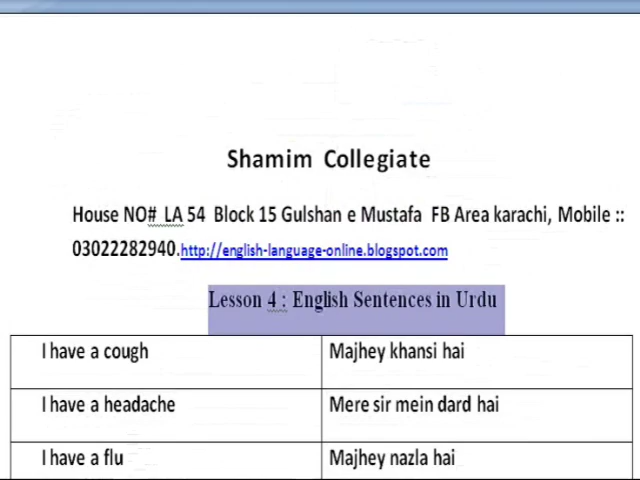 Shamim Collegiate
House NO# LA 54 Block 15 Gulshan e Mustafa FB Area karachi, Mobile ::
03022282940.http://english-language-online.blogspot.com
Lesson 4 : English Sentences in Urdu
I have a cough Majhey khansi hai
I have a headache Mere sir mein dard hai
I have a flu Majhey nazla hai